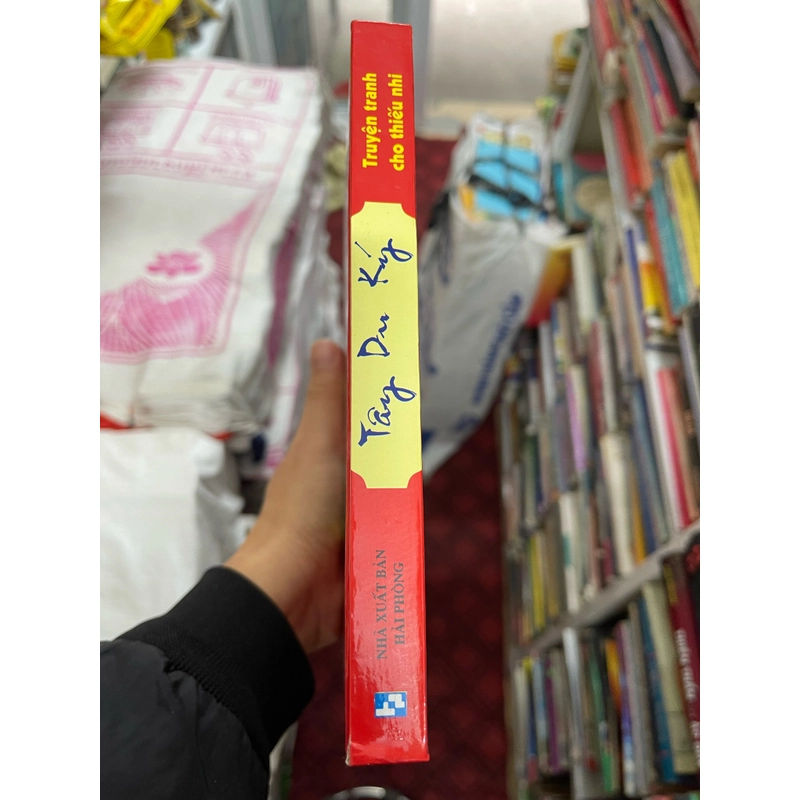 Truyện tranh
cho thiếu nhi
Tây Du Ký
NHÀ XUẤT BẢN
HẢI PHÒNG